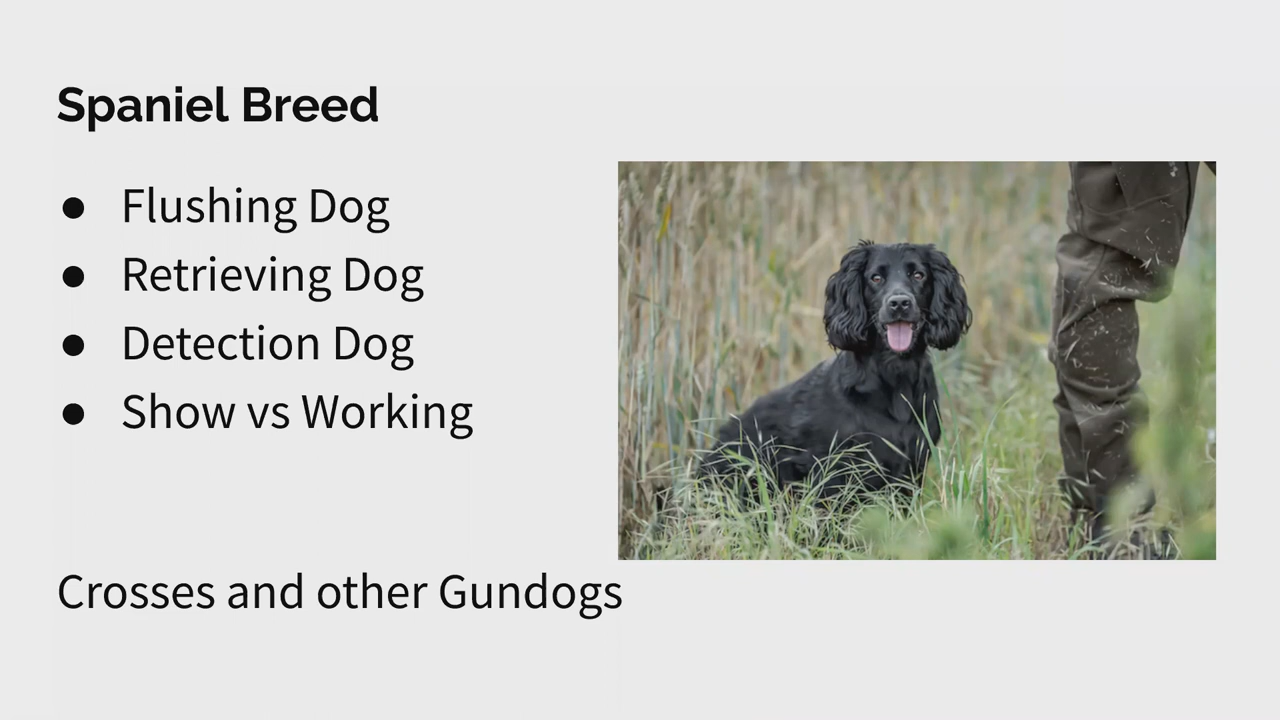 Spaniel Breed
● Flushing Dog
● Retrieving Dog
● Detection Dog
● Show vs Working
Crosses and other Gundogs